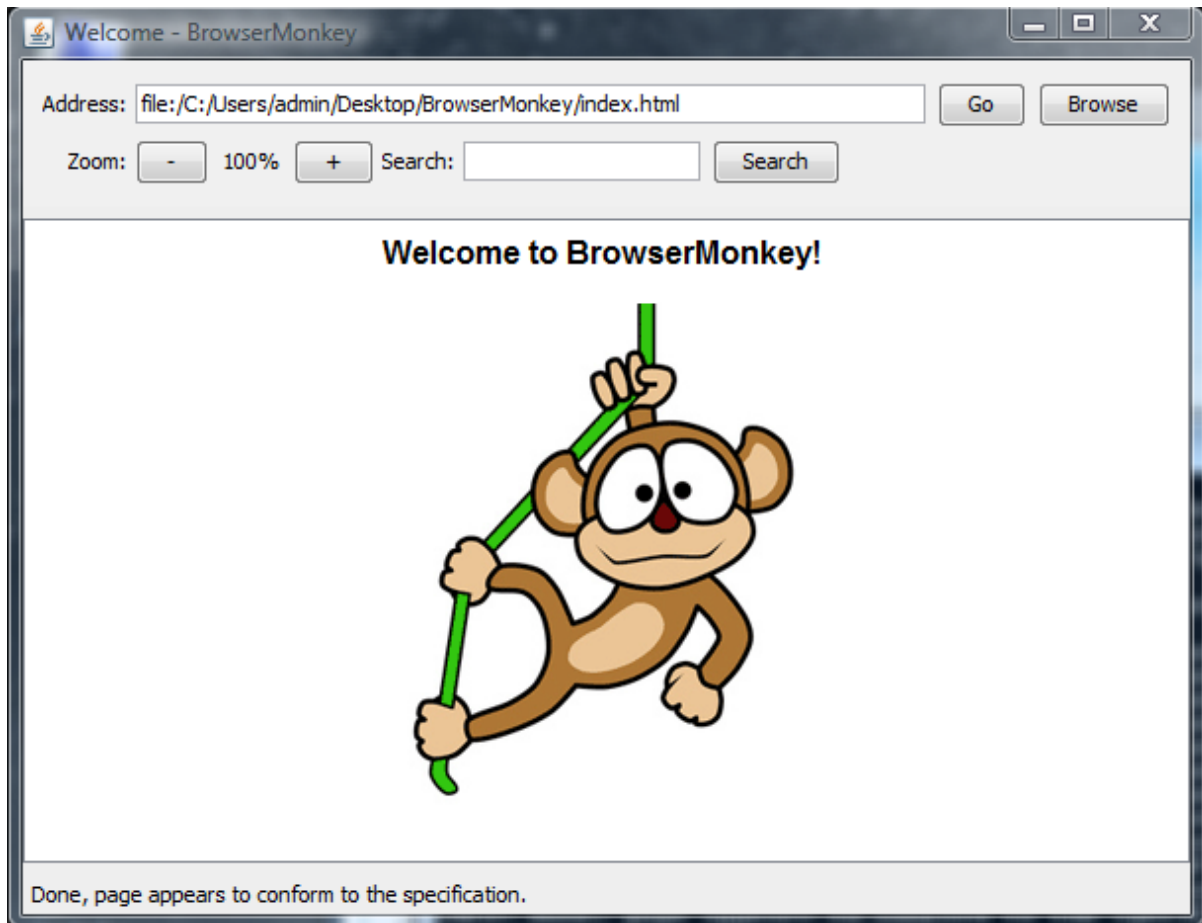 Welcome - BrowserMonkey
Address: file:/C:/Users/admin/Desktop/BrowserMonkey/index.html Go Browse
Zoom: - 100% + Search: Search
Welcome to BrowserMonkey!
Done, page appears to conform to the specification.